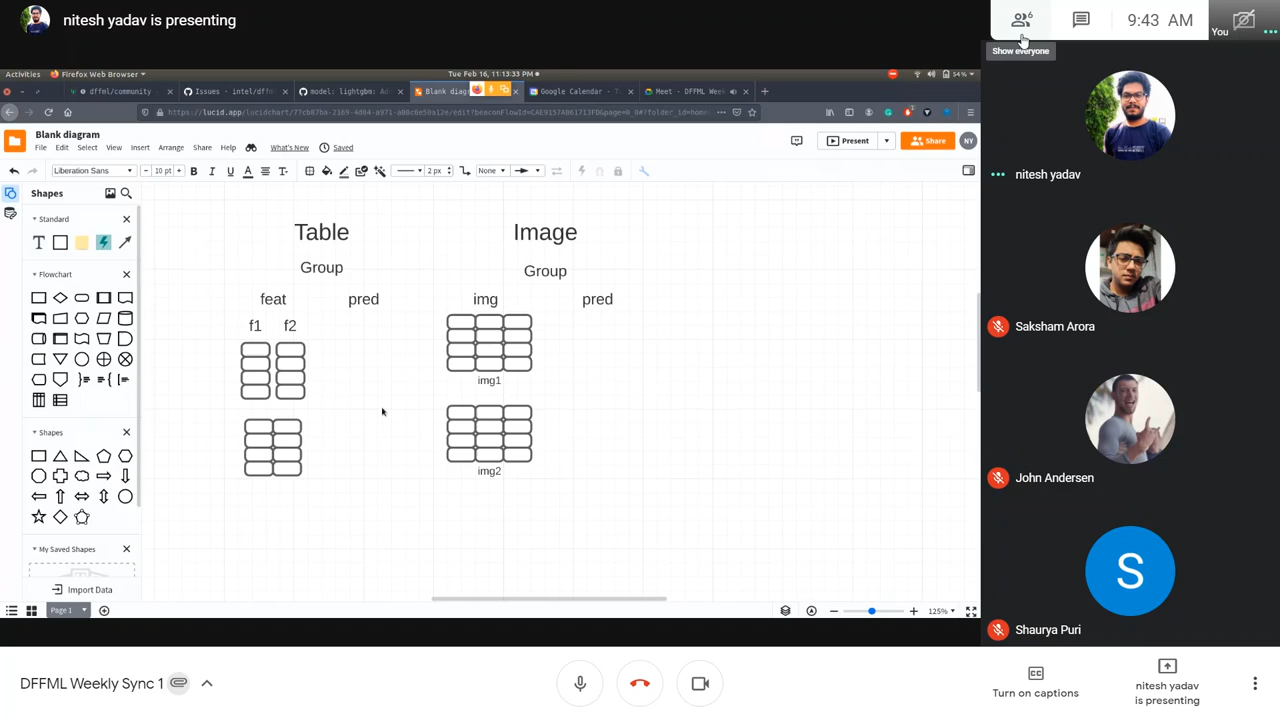 nitesh yadav is presenting
6
9:43 AM
You
Show everyone
Activities
Firefox Web Browser
Tue Feb 16, 11:13:33 PM
54 %
dffml/community
Issues · intel/dffml
model: lightgbm: Ad
Blank diag
Google Calendar - T
Meet - DFFML Week
Blank diagram
File Edit Select View Insert Arrange Share Help What's New Saved
Present
Share
NY
Liberation Sans
10 pt
B I U A
2 px
None
Shapes
Standard
T
Flowchart
Shapes
My Saved Shapes
Import Data
Page 1
125%
Table
Group
feat pred
f1 f2
Image
Group
img pred
img1
img2
nitesh yadav
Saksham Arora
John Andersen
S
Shaurya Puri
DFFML Weekly Sync 1
Turn on captions
nitesh yadav
is presenting